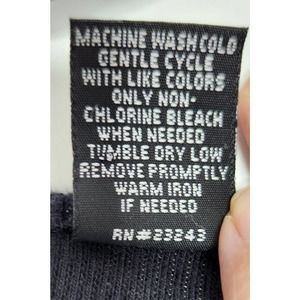 MACHINE WASH COLD
GENTLE CYCLE
WITH LIKE COLORS
ONLY NON-
CHLORINE BLEACH
WHEN NEEDED
TUMBLE DRY LOW
REMOVE PROMPTLY
WARM IRON
IF NEEDED
RN#23243